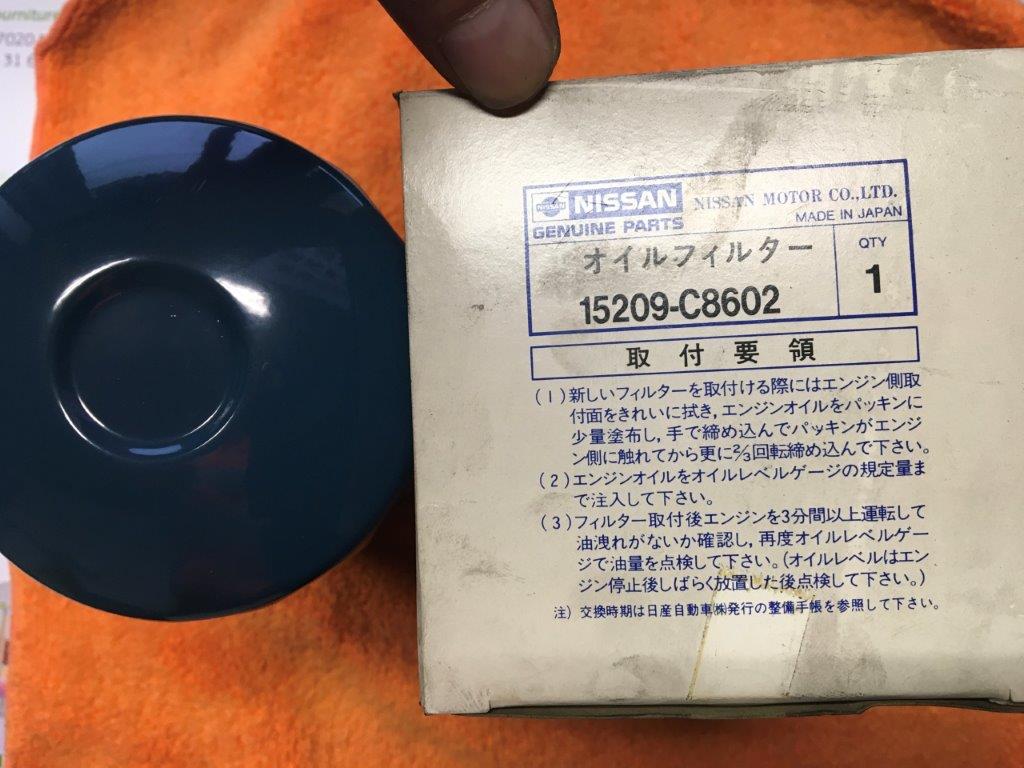 7020
31 6
NISSAN NISSAN NISSAN MOTOR CO.,LTD.
GENUINE PARTS MADE IN JAPAN
オイルフィルター QTY
15209-C8602 1
取付要領
(1)新しいフィルターを取付ける際にはエンジン側取
付面をきれいに拭き,エンジンオイルをパッキンに
少量塗布し,手で締め込んでパッキンがエンジ
ン側に触れてから更に2/3回転締め込んで下さい。
(2)エンジンオイルをオイルレベルゲージの規定量ま
で注入して下さい。
(3)フィルター取付後エンジンを3分間以上運転して
油洩れがないか確認し,再度オイルレベルゲー
ジで油量を点検して下さい。(オイルレベルはエン
ジン停止後しばらく放置した後点検して下さい。)
注)交換時期は日産自動車㈱発行の整備手帳を参照して下さい。